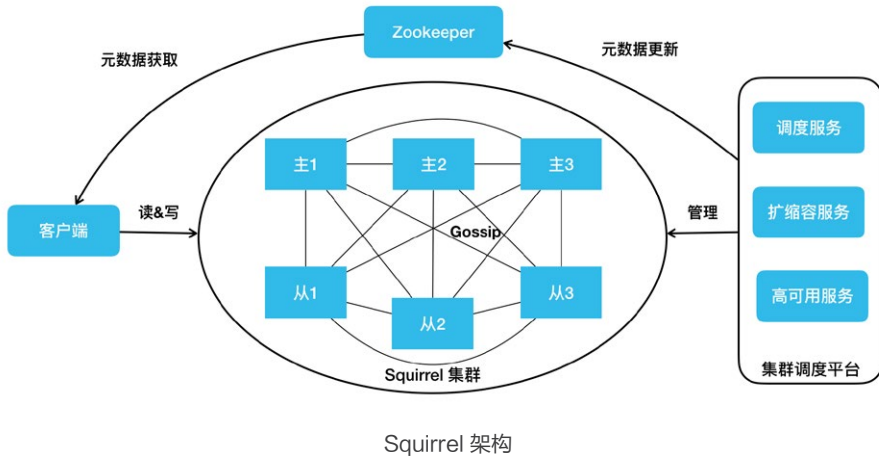 Zookeeper
元数据获取
元数据更新
调度服务
主1
主2
主3
客户端
读&写
Gossip
管理
扩缩容服务
从1
从2
从3
高可用服务
Squirrel 集群
集群调度平台
Squirrel 架构